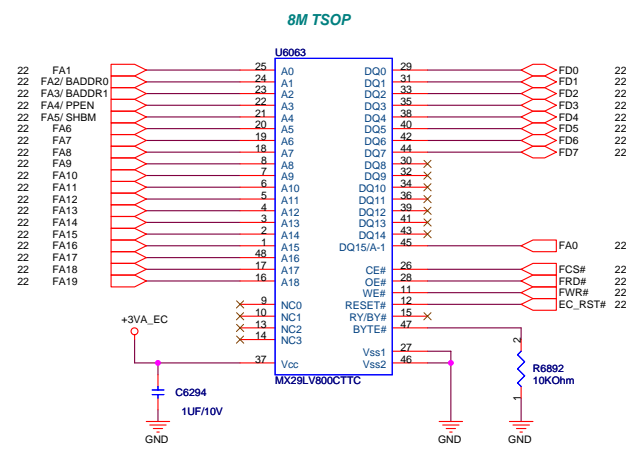 8M TSOP
U6063
22 FA1 25 A0 DQ0 29 FD0 22
22 FA2/ BADDR0 24 A1 DQ1 31 FD1 22
22 FA3/ BADDR1 23 A2 DQ2 33 FD2 22
22 FA4/ PPEN 22 A3 DQ3 35 FD3 22
22 FA5/ SHBM 21 A4 DQ4 38 FD4 22
22 FA6 20 A5 DQ5 40 FD5 22
22 FA7 19 A6 DQ6 42 FD6 22
22 FA8 18 A7 DQ7 44 FD7 22
22 FA9 8 A8 DQ8 30
22 FA10 7 A9 DQ9 32
22 FA11 6 A10 DQ10 34
22 FA12 5 A11 DQ11 36
22 FA13 4 A12 DQ12 39
22 FA14 3 A13 DQ13 41
22 FA15 2 A14 DQ14 43
22 FA16 1 A15 DQ15/A-1 45 FA0 22
22 FA17 48 A16
22 FA18 17 A17 CE# 26 FCS# 22
22 FA19 16 A18 OE# 28 FRD# 22
WE# 11 FWR# 22
9 NC0 RESET# 12 EC_RST# 22
10 NC1 RY/BY# 15
+3VA_EC 13 NC2 BYTE# 47
14 NC3
2
Vss1 27
37 Vcc Vss2 46
R6892
10KOhm
MX29LV800CTTC
C6294
1
1UF/10V
GND GND GND